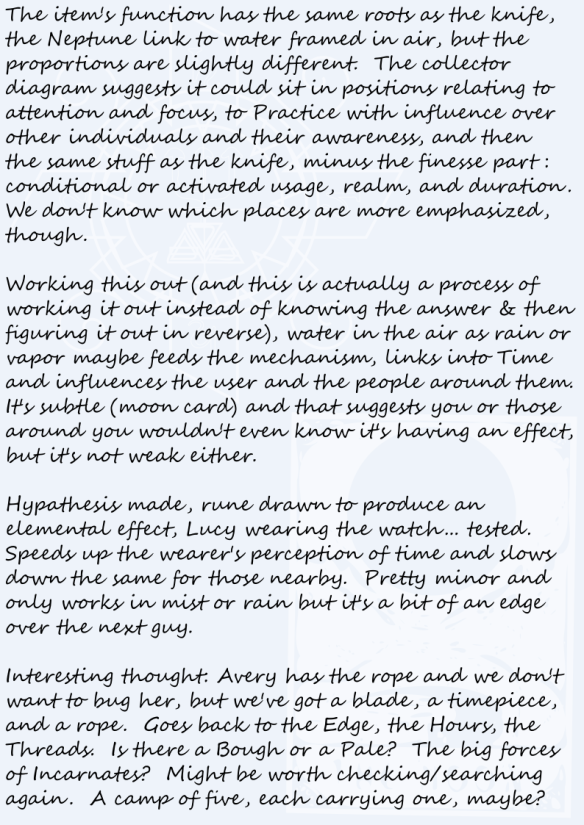 The item's function has the same roots as the knife,
the Neptune link to water framed in air, but the
proportions are slightly different.  The collector
diagram suggests it could sit in positions relating to
attention and focus, to Practice with influence over
other individuals and their awareness, and then
the same stuff as the knife, minus the finesse part :
conditional or activated usage, realm, and duration.
We don't know which places are more emphasized,
though.

Working this out (and this is actually a process of
working it out instead of knowing the answer & then
figuring it out in reverse), water in the air as rain or
vapor maybe feeds the mechanism, links into Time
and influences the user and the people around them.
It's subtle (moon card) and that suggests you or those
around you wouldn't even know it's having an effect,
but it's not weak either.

Hypathesis made, rune drawn to produce an
elemental effect, Lucy wearing the watch... tested.
Speeds up the wearer's perception of time and slows
down the same for those nearby.  Pretty minor and
only works in mist or rain but it's a bit of an edge
over the next guy.

Interesting thought: Avery has the rope and we don't
want to bug her, but we've got a blade, a timepiece,
and a rope.  Goes back to the Edge, the Hours, the
Threads.  Is there a Bough or a Pale?  The big forces
of Incarnates?  Might be worth checking/searching
again.  A camp of five, each carrying one, maybe?